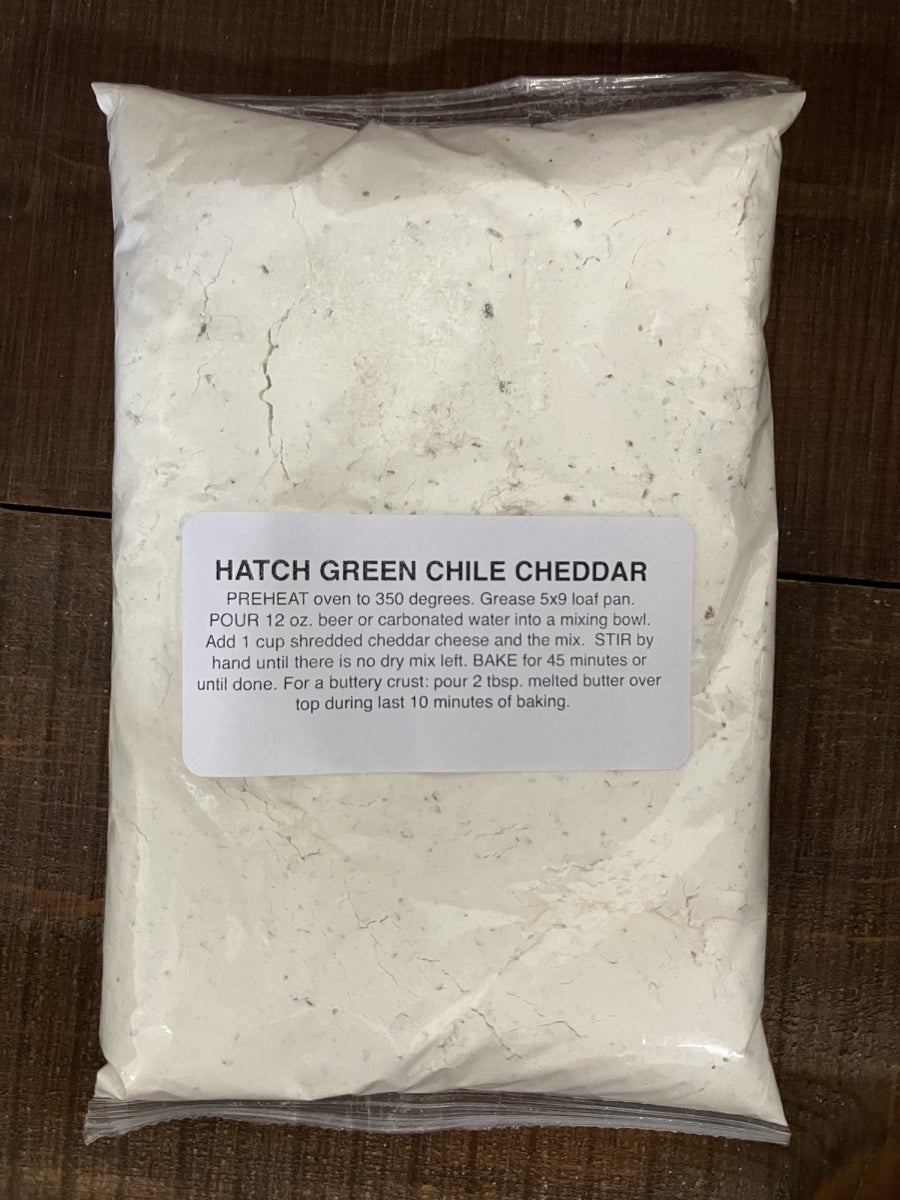 HATCH GREEN CHILE CHEDDAR
PREHEAT oven to 350 degrees. Grease 5x9 loaf pan.
POUR 12 oz. beer or carbonated water into a mixing bowl.
Add 1 cup shredded cheddar cheese and the mix.  STIR by
hand until there is no dry mix left. BAKE for 45 minutes or
until done. For a buttery crust: pour 2 tbsp. melted butter over
top during last 10 minutes of baking.